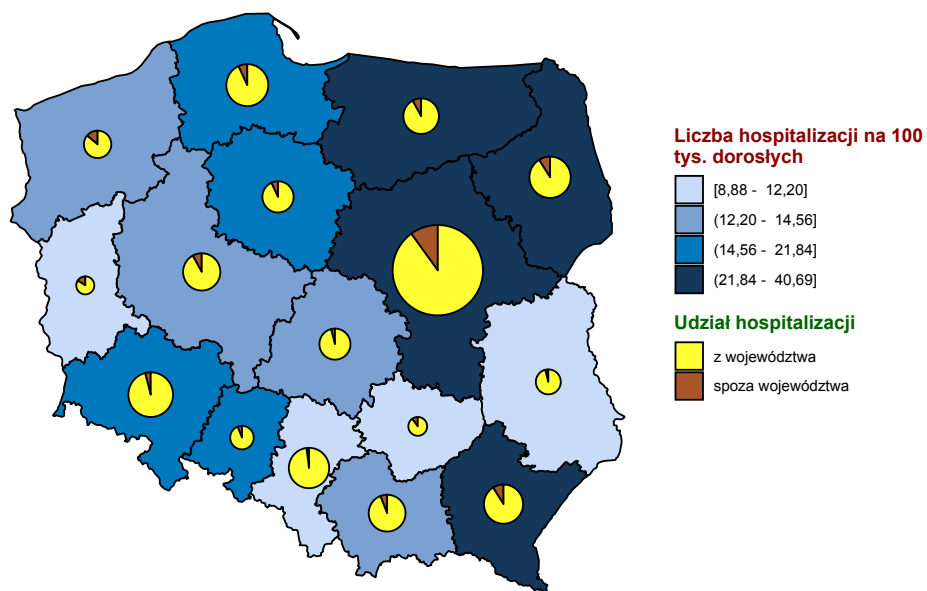 Liczba hospitalizacji na 100
tys. dorosłych
[8,88 - 12,20]
(12,20 - 14,56]
(14,56 - 21,84]
(21,84 - 40,69]
Udział hospitalizacji
z województwa
spoza województwa